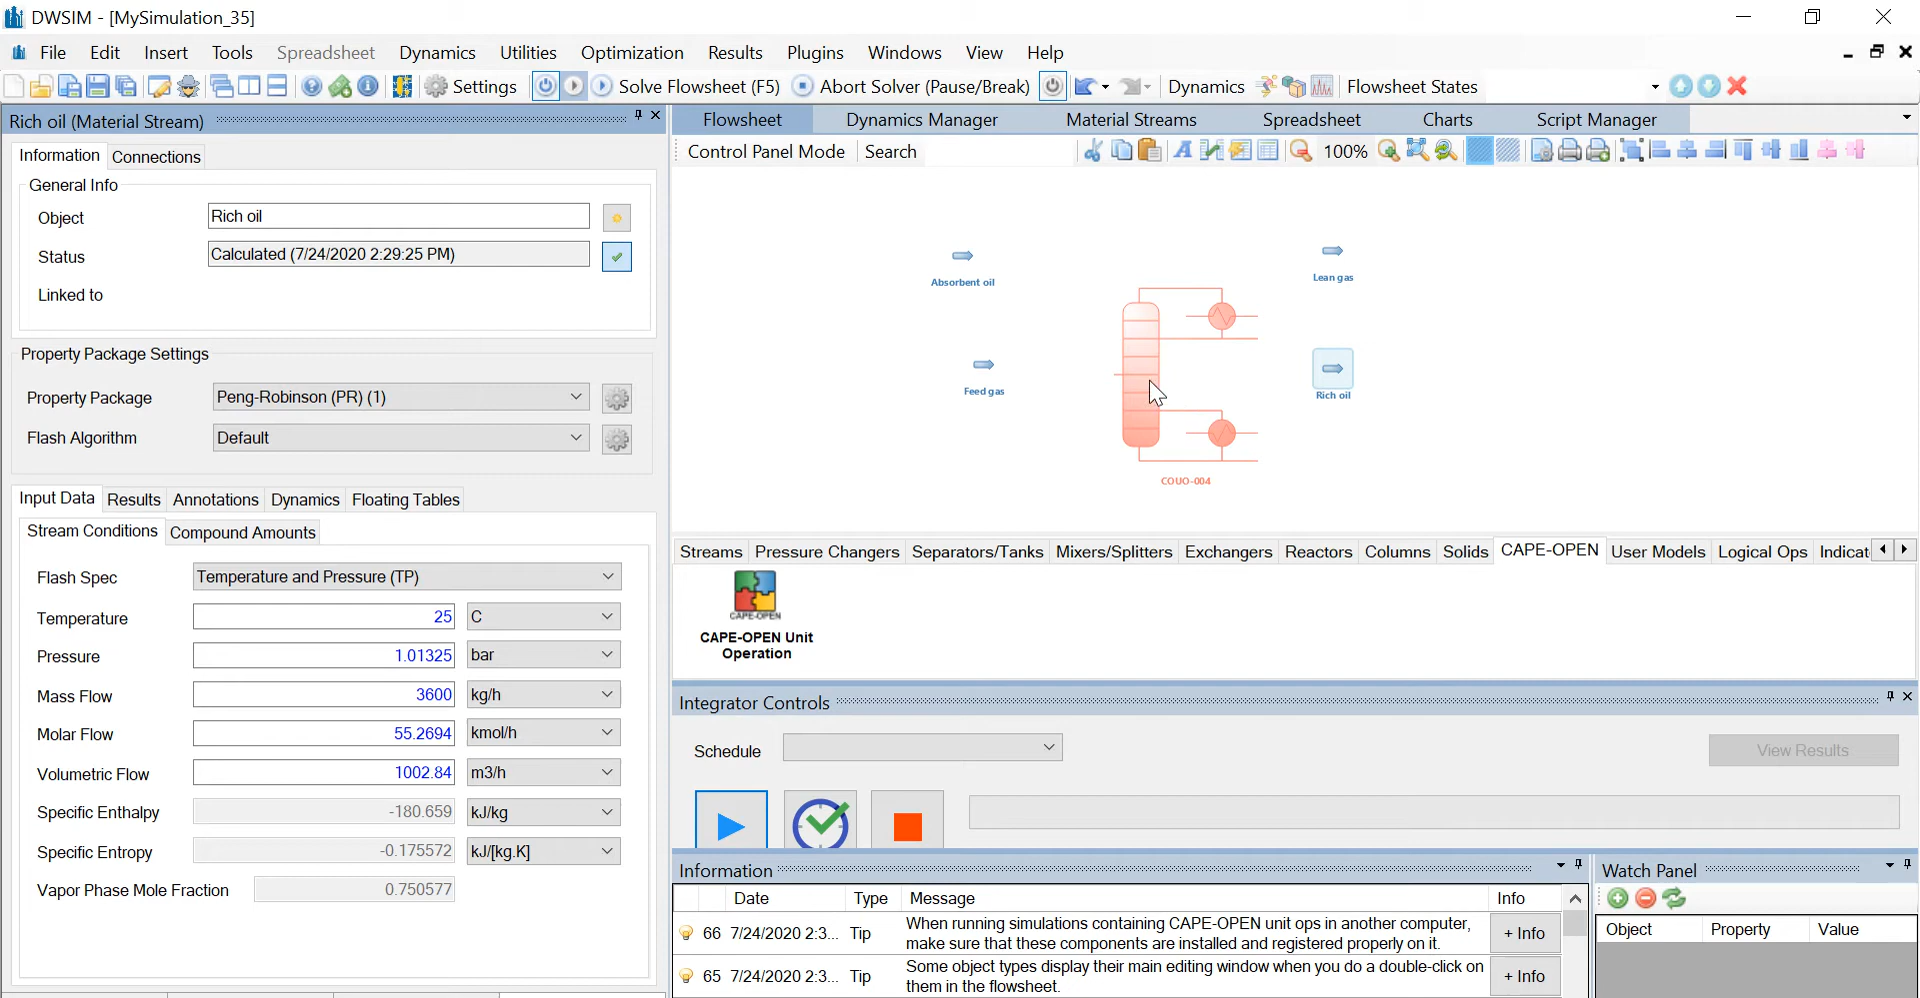 DWSIM - [MySimulation_35]
File Edit Insert Tools Spreadsheet Dynamics Utilities Optimization Results Plugins Windows View Help
Settings Solve Flowsheet (F5) Abort Solver (Pause/Break) Dynamics Flowsheet States
Rich oil (Material Stream)
Information Connections
General Info
Object Rich oil
Status Calculated (7/24/2020 2:29:25 PM)
Linked to
Property Package Settings
Property Package Peng-Robinson (PR) (1)
Flash Algorithm Default
Input Data Results Annotations Dynamics Floating Tables
Stream Conditions Compound Amounts
Flash Spec Temperature and Pressure (TP)
Temperature 25 C
Pressure 1.01325 bar
Mass Flow 3600 kg/h
Molar Flow 55.2694 kmol/h
Volumetric Flow 1002.84 m3/h
Specific Enthalpy -180.659 kJ/kg
Specific Entropy -0.175572 kJ/[kg.K]
Vapor Phase Mole Fraction 0.750577
Flowsheet Dynamics Manager Material Streams Spreadsheet Charts Script Manager
Control Panel Mode Search 100%
Absorbent oil
Lean gas
Feed gas
Rich oil
COUO-004
Streams Pressure Changers Separators/Tanks Mixers/Splitters Exchangers Reactors Columns Solids CAPE-OPEN User Models Logical Ops Indicat
CAPE-OPEN
CAPE-OPEN Unit
Operation
Integrator Controls
Schedule View Results
Information
Date Type Message Info
66 7/24/2020 2:3... Tip When running simulations containing CAPE-OPEN unit ops in another computer, + Info
make sure that these components are installed and registered properly on it.
65 7/24/2020 2:3... Tip Some object types display their main editing window when you do a double-click on + Info
them in the flowsheet.
Watch Panel
Object Property Value